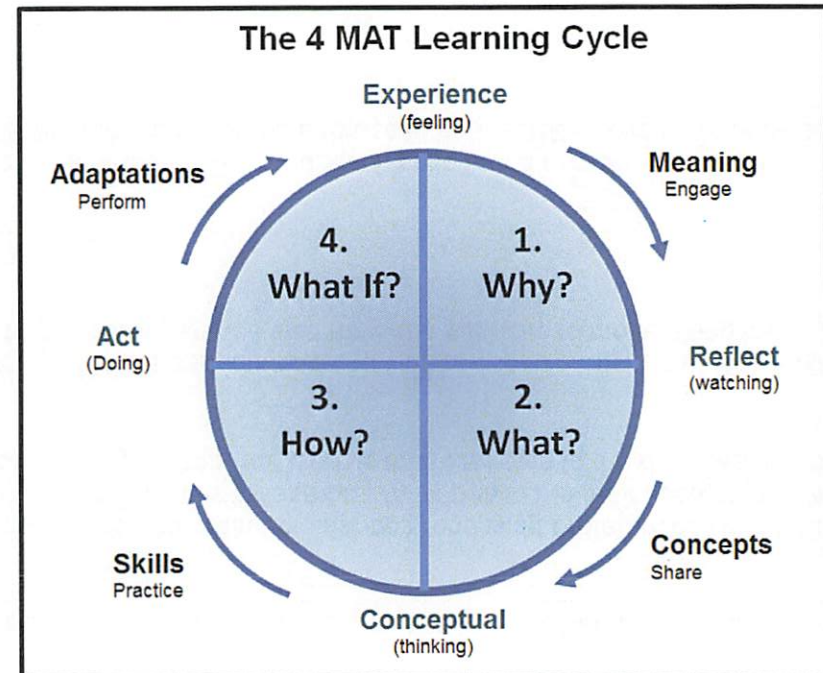 The 4 MAT Learning Cycle
Experience
(feeling)
Adaptations
Perform
Meaning
Engage
4.
What If?
1.
Why?
Act
(Doing)
Reflect
(watching)
3.
How?
2.
What?
Skills
Practice
Concepts
Share
Conceptual
(thinking)